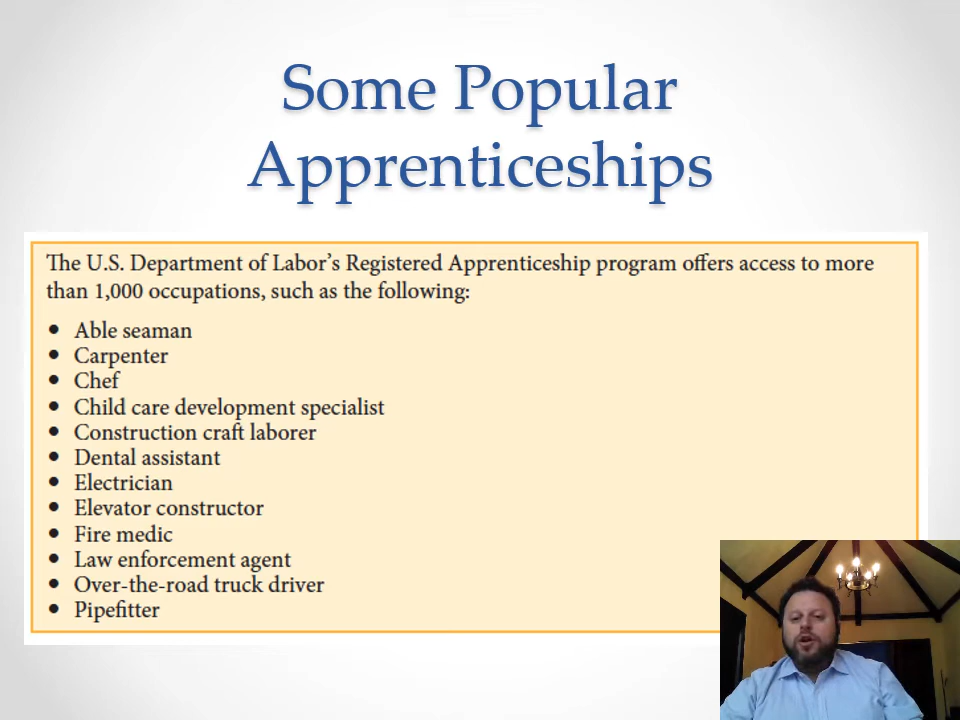 Some Popular
Apprenticeships
The U.S. Department of Labor’s Registered Apprenticeship program offers access to more
than 1,000 occupations, such as the following:
• Able seaman
• Carpenter
• Chef
• Child care development specialist
• Construction craft laborer
• Dental assistant
• Electrician
• Elevator constructor
• Fire medic
• Law enforcement agent
• Over-the-road truck driver
• Pipefitter